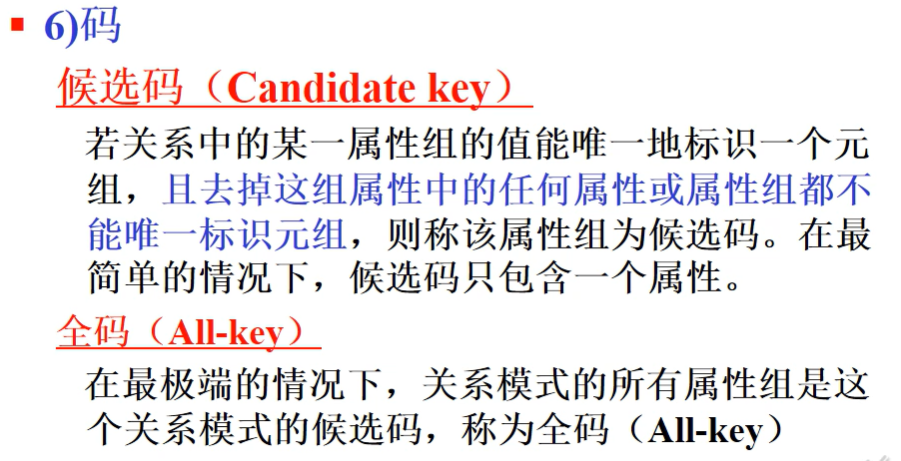 6)码
候选码（Candidate key）
若关系中的某一属性组的值能唯一地标识一个元
组，且去掉这组属性中的任何属性或属性组都不
能唯一标识元组，则称该属性组为候选码。在最
简单的情况下，候选码只包含一个属性。
全码（All-key）
在最极端的情况下，关系模式的所有属性组是这
个关系模式的候选码，称为全码（All-key）